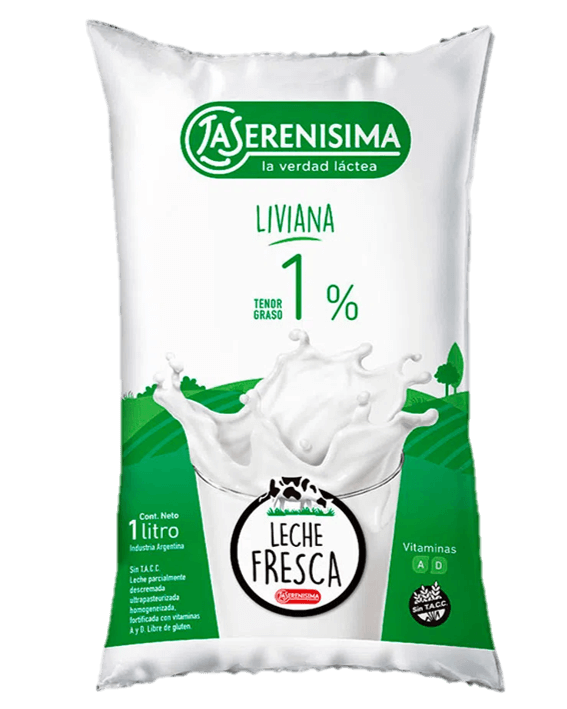 LASERENISIMA
la verdad láctea
LIVIANA
TENOR
GRASO
1 %
Cont. Neto
1 litro
Industria Argentina
Sin T.A.C.C.
Leche parcialmente
descremada
ultrapasteurizada
homogeneizada,
fortificada con vitaminas
A y D. Libre de gluten.
LECHE
FRESCA
LASERENISIMA
Vitaminas
A D
Sin T.A.C.C.